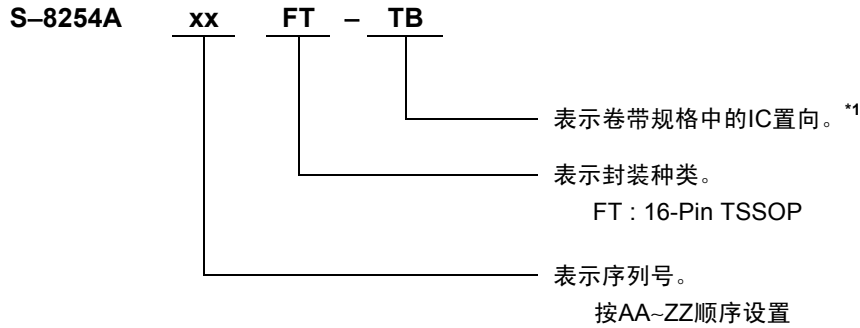 S–8254A xx FT – TB
表示卷带规格中的IC置向。*1
表示封装种类。
FT : 16-Pin TSSOP
表示序列号。
按AA~ZZ顺序设置